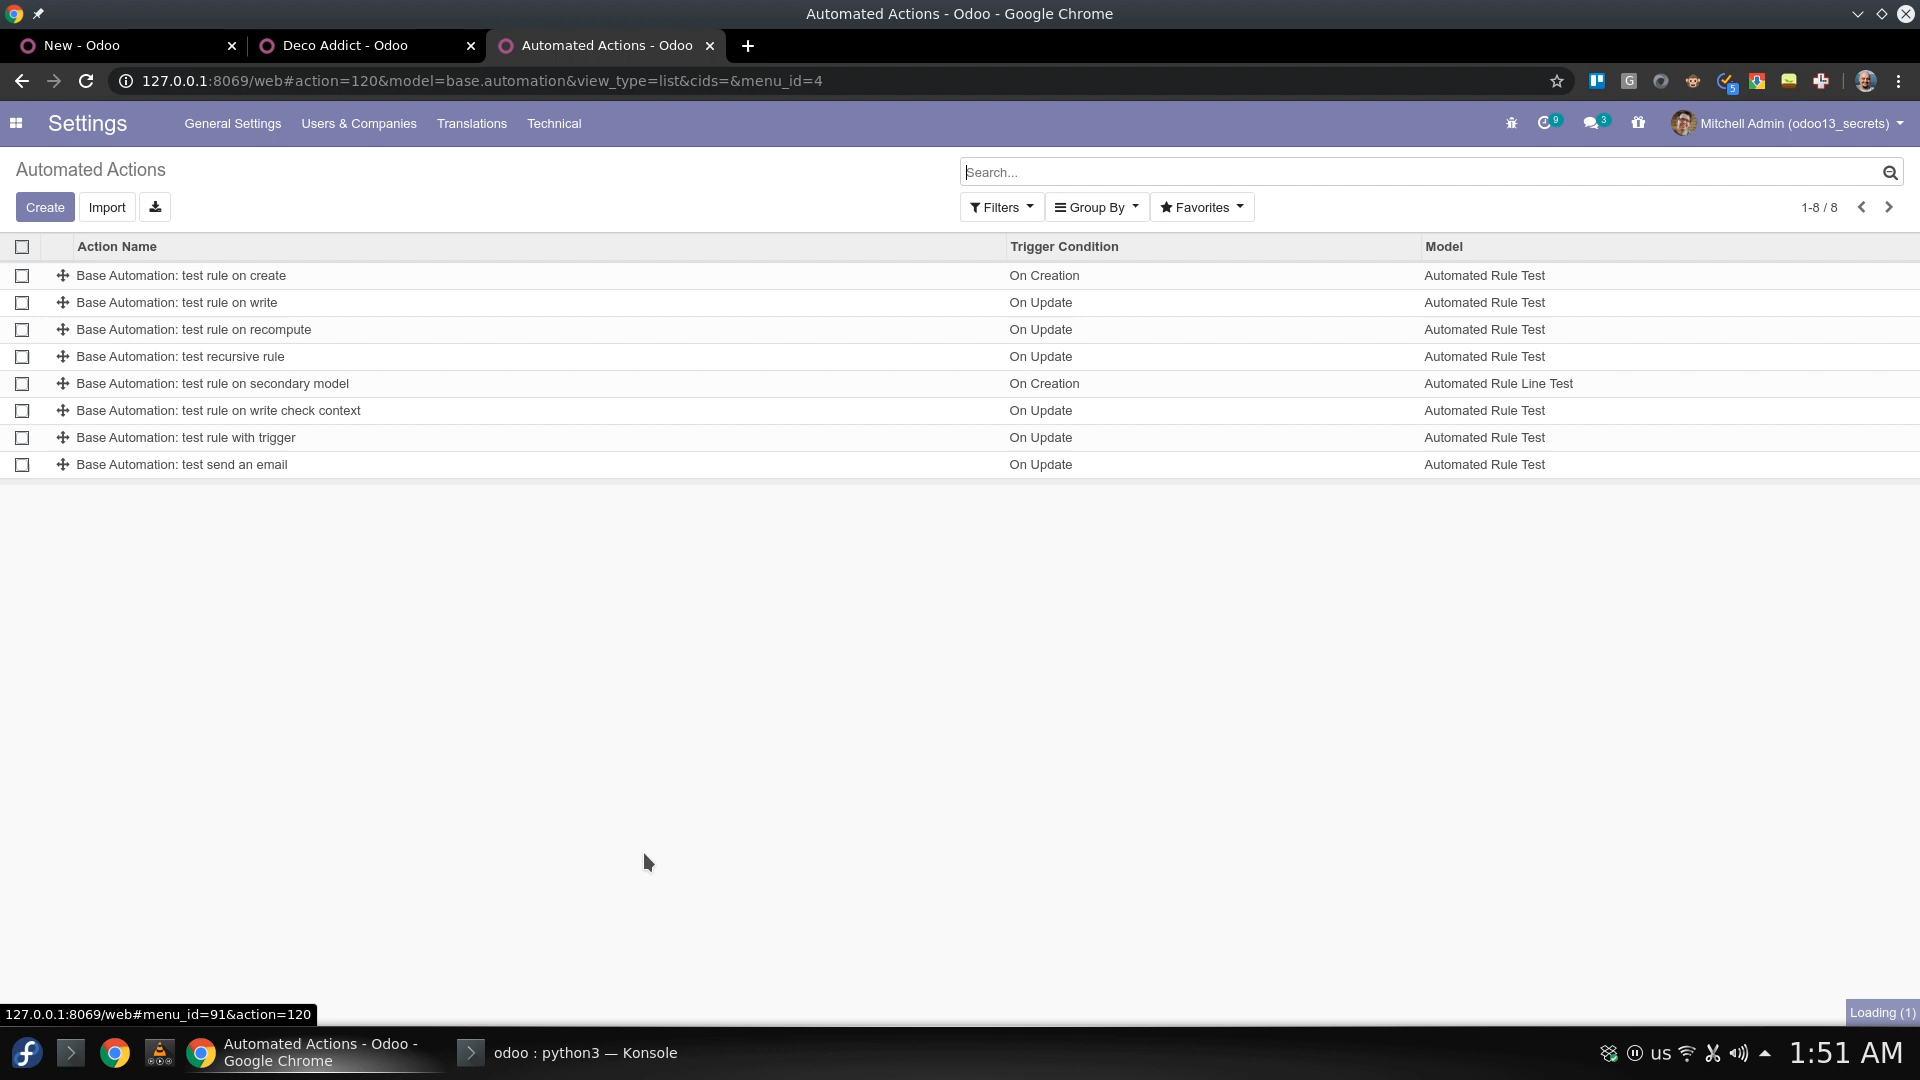 Automated Actions - Odoo - Google Chrome
New - Odoo
Deco Addict - Odoo
Automated Actions - Odoo
127.0.0.1:8069/web#action=120&model=base.automation&view_type=list&cids=&menu_id=4
G
5
Settings
General Settings
Users & Companies
Translations
Technical
9
3
Mitchell Admin (odoo13_secrets)
Automated Actions
Search...
Create
Import
Filters
Group By
Favorites
1-8 / 8
Action Name
Trigger Condition
Model
Base Automation: test rule on create
On Creation
Automated Rule Test
Base Automation: test rule on write
On Update
Automated Rule Test
Base Automation: test rule on recompute
On Update
Automated Rule Test
Base Automation: test recursive rule
On Update
Automated Rule Test
Base Automation: test rule on secondary model
On Creation
Automated Rule Line Test
Base Automation: test rule on write check context
On Update
Automated Rule Test
Base Automation: test rule with trigger
On Update
Automated Rule Test
Base Automation: test send an email
On Update
Automated Rule Test
127.0.0.1:8069/web#menu_id=91&action=120
Loading (1)
Automated Actions - Odoo -
Google Chrome
odoo : python3 — Konsole
us
1:51 AM